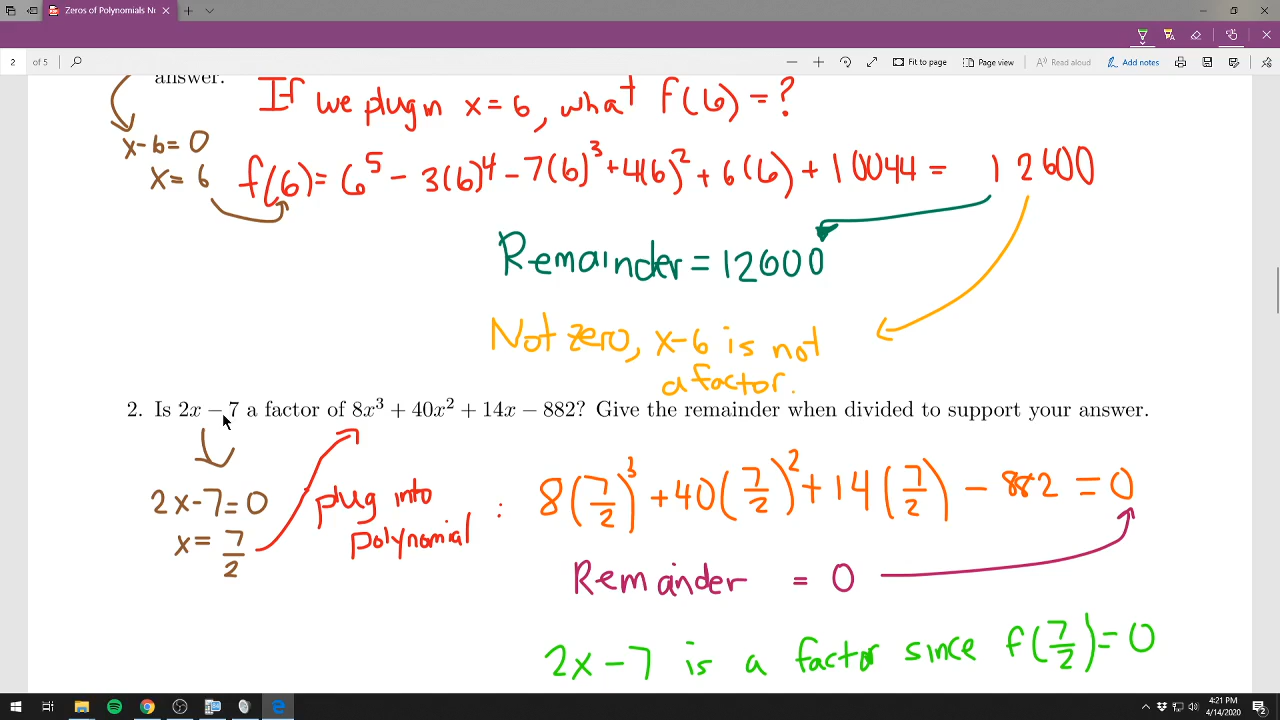 Zeros of Polynomials No
2 of 5
Fit to page
Page view
Read aloud
Add notes
answer.
If we plug in x = 6, what f(6) = ?
x-6=0
x= 6
f(6)= 6⁵ - 3(6)⁴ - 7(6)³ + 4(6)² + 6(6) + 10044 = 12600
Remainder = 12600
Not zero, x-6 is not
a factor.
2. Is 2x − 7 a factor of 8x³ + 40x² + 14x − 882? Give the remainder when divided to support your answer.
2x-7=0
x= 7/2
plug into
polynomial :
8(7/2)³ + 40(7/2)² + 14(7/2) - 882 = 0
Remainder = 0
2x-7 is a factor since f(7/2)=0
4:21 PM
4/14/2020
2